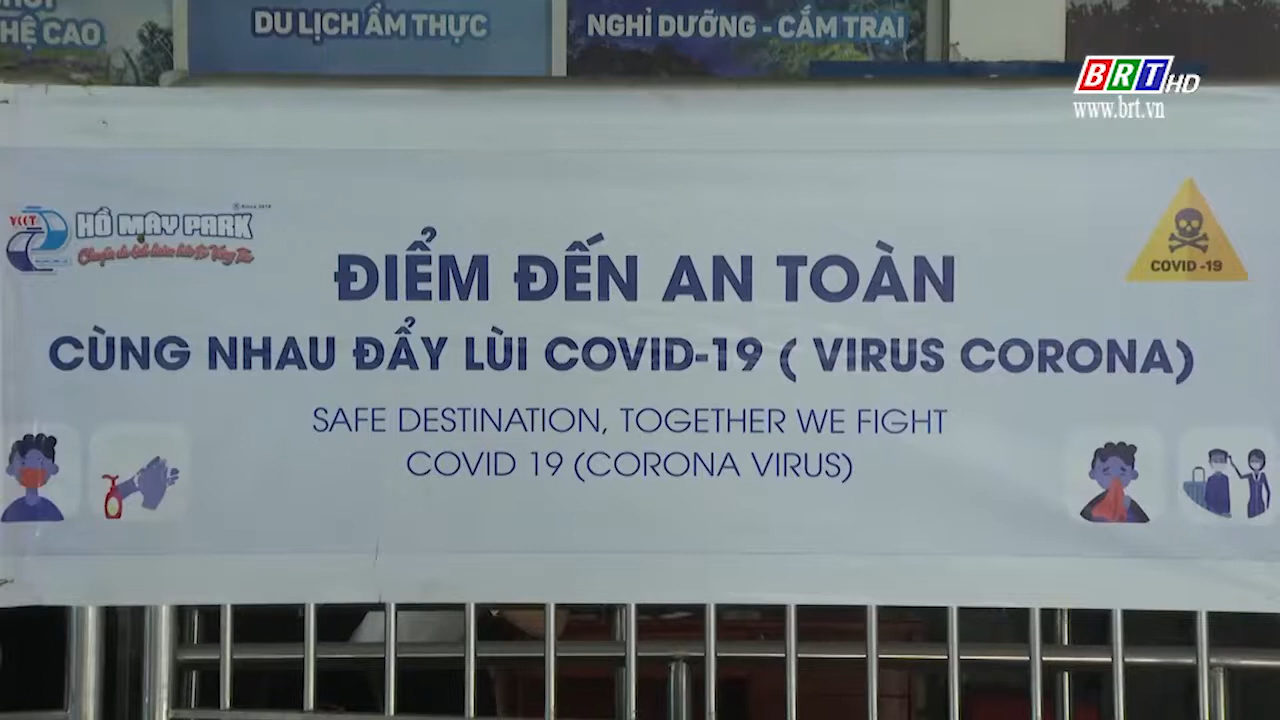 HỆ CAO
DU LỊCH ẨM THỰC
NGHỈ DƯỠNG - CẮM TRẠI
BRT HD
www.brt.vn
VCCT
HỒ MÂY PARK
COVID -19
ĐIỂM ĐẾN AN TOÀN
CÙNG NHAU ĐẨY LÙI COVID-19 ( VIRUS CORONA)
SAFE DESTINATION, TOGETHER WE FIGHT
COVID 19 (CORONA VIRUS)